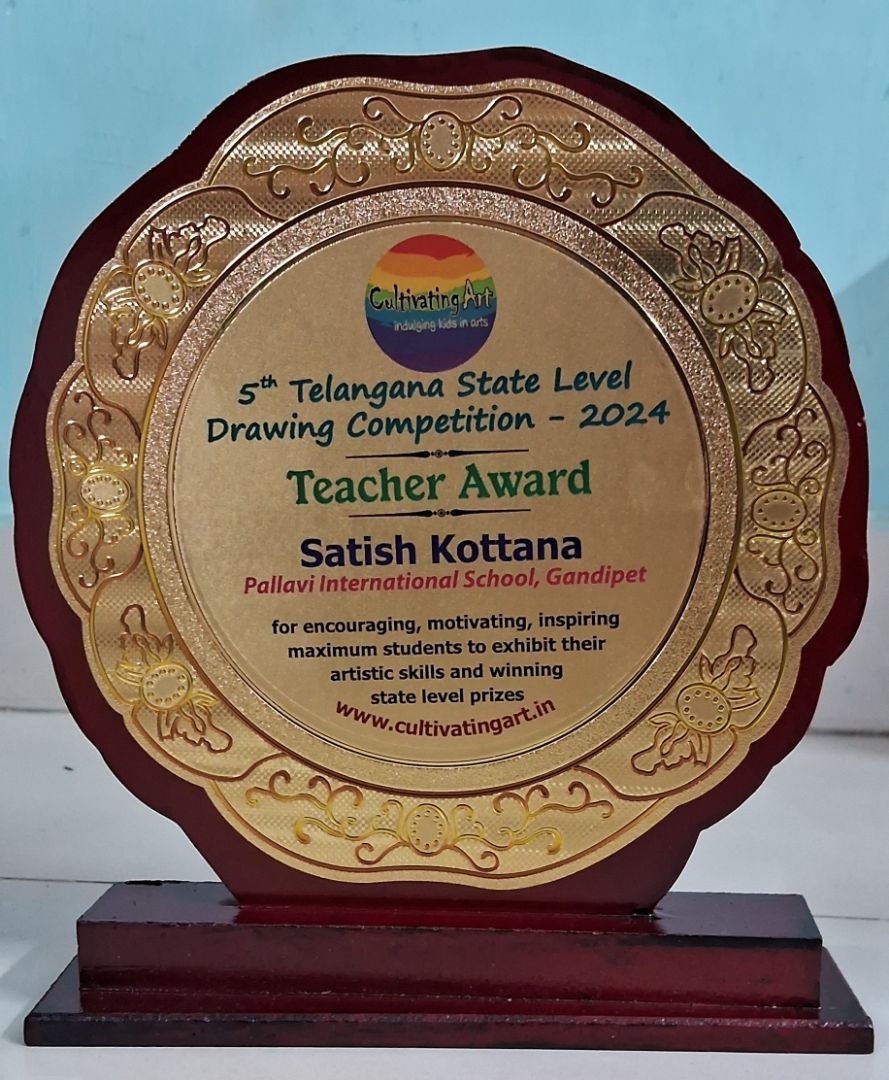 Cultivating Art
indulging kids in arts
5th Telangana State Level
Drawing Competition - 2024
Teacher Award
Satish Kottana
Pallavi International School, Gandipet
for encouraging, motivating, inspiring
maximum students to exhibit their
artistic skills and winning
state level prizes
www.cultivatingart.in